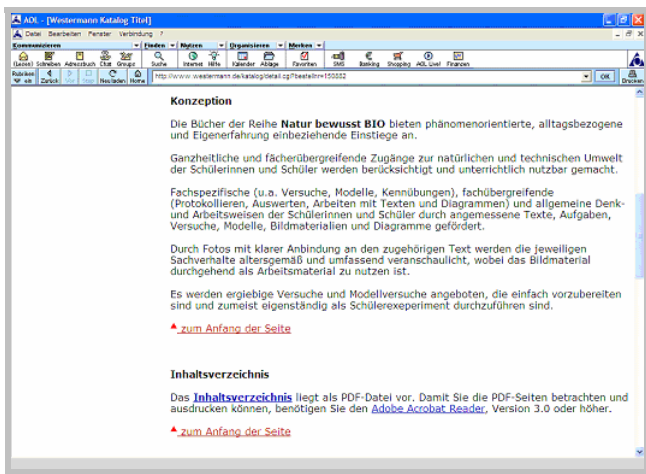 AOL - [Westermann Katalog Titel]
Datei Bearbeiten Fenster Verbindung ?
Kommunizieren Finden Nutzen Organisieren Merken
(Lesen) Schreiben Adressbuch Chat Groups Suche Internet Hilfe Kalender Ablage Favoriten SMS Banking Shopping AOL Live! Finanzen
Rubriken ein Zurück Vor Stop Neu laden Home http://www.westermann.de/katalog/detail.cgi?bestellnr=150882 OK Drucken
Konzeption
Die Bücher der Reihe Natur bewusst BIO bieten phänomenorientierte, alltagsbezogene
und Eigenerfahrung einbeziehende Einstiege an.
Ganzheitliche und fächerübergreifende Zugänge zur natürlichen und technischen Umwelt
der Schülerinnen und Schüler werden berücksichtigt und unterrichtlich nutzbar gemacht.
Fachspezifische (u.a. Versuche, Modelle, Kennübungen), fachübergreifende
(Protokollieren, Auswerten, Arbeiten mit Texten und Diagrammen) und allgemeine Denk-
und Arbeitsweisen der Schülerinnen und Schüler durch angemessene Texte, Aufgaben,
Versuche, Modelle, Bildmaterialien und Diagramme gefördert.
Durch Fotos mit klarer Anbindung an den zugehörigen Text werden die jeweiligen
Sachverhalte altersgemäß und umfassend veranschaulicht, wobei das Bildmaterial
durchgehend als Arbeitsmaterial zu nutzen ist.
Es werden ergiebige Versuche und Modellversuche angeboten, die einfach vorzubereiten
sind und zumeist eigenständig als Schülerexeperiment durchzuführen sind.
zum Anfang der Seite
Inhaltsverzeichnis
Das Inhaltsverzeichnis liegt als PDF-Datei vor. Damit Sie die PDF-Seiten betrachten und
ausdrucken können, benötigen Sie den Adobe Acrobat Reader, Version 3.0 oder höher.
zum Anfang der Seite